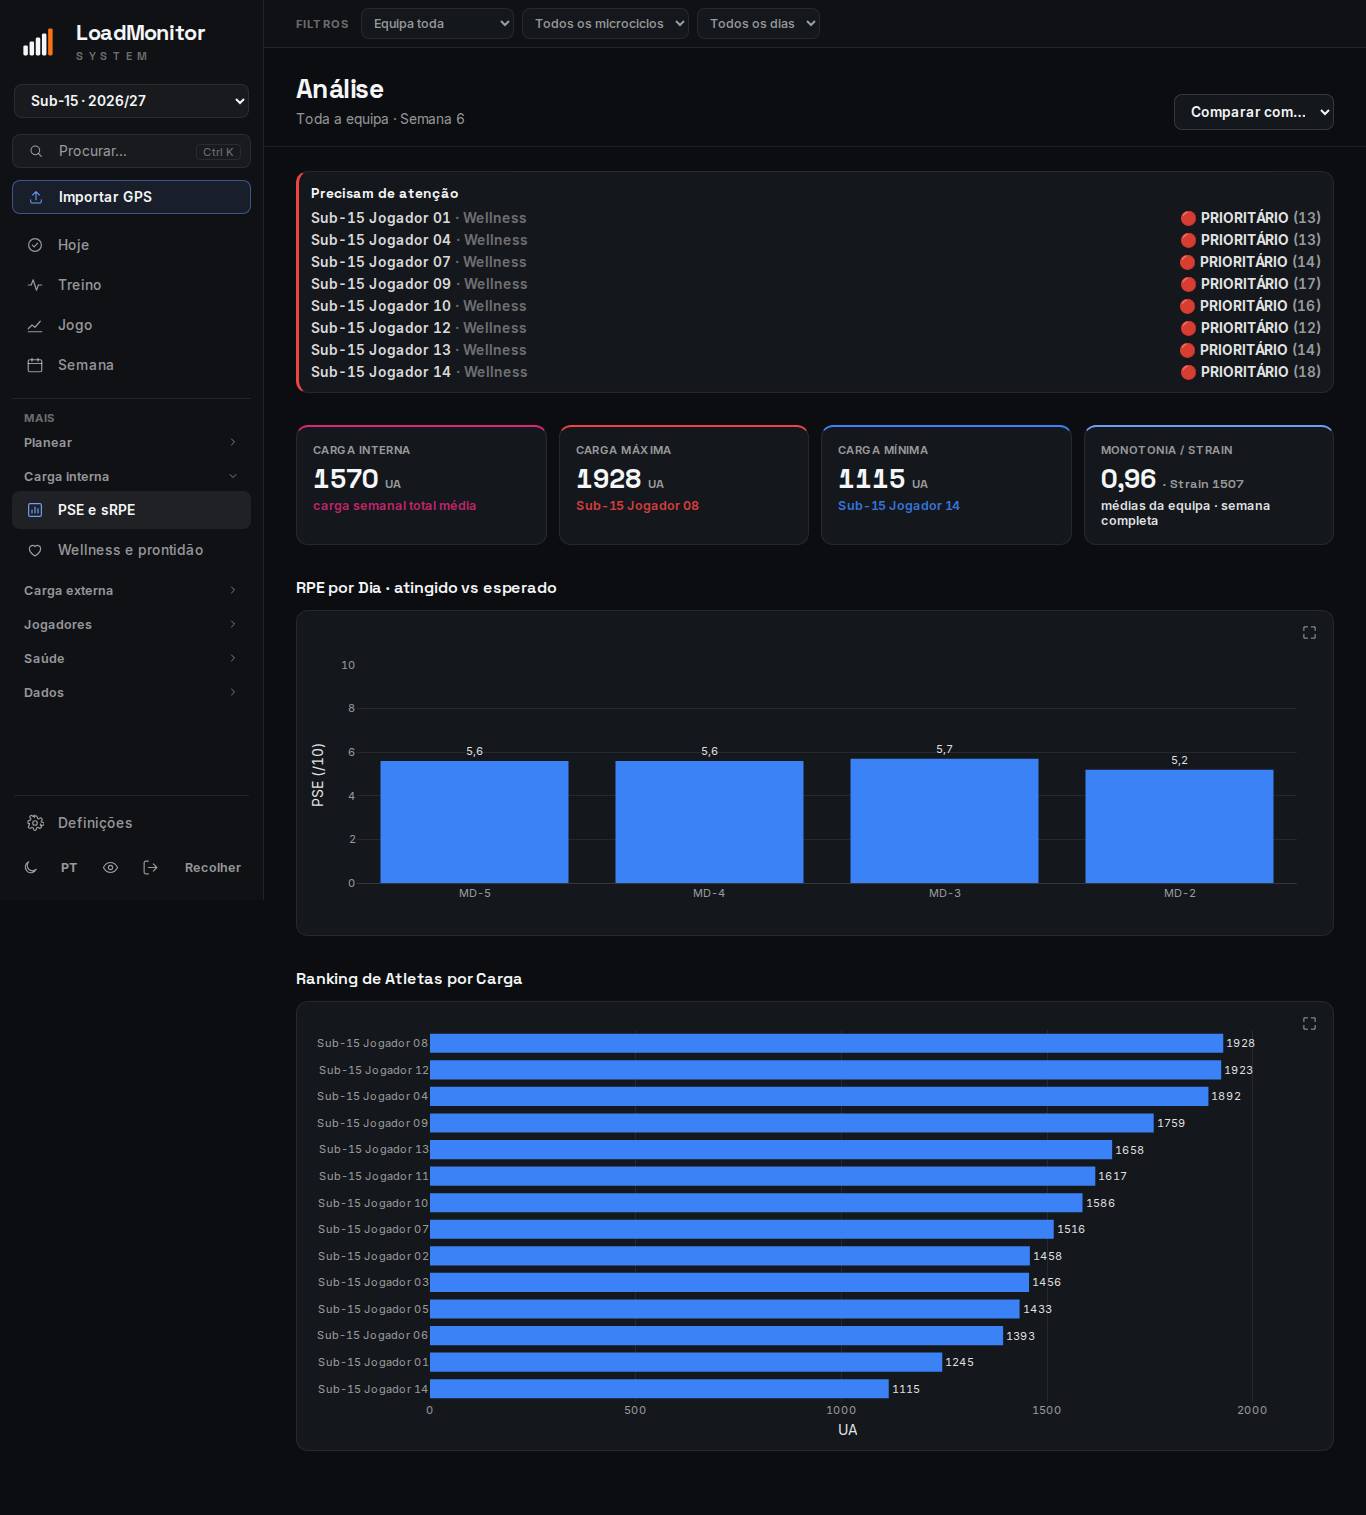 LoadMonitor
SYSTEM
Sub-15 · 2026/27
Procurar...
Ctrl K
Importar GPS
Hoje
Treino
Jogo
Semana
MAIS
Planear
Carga interna
PSE e sRPE
Wellness e prontidão
Carga externa
Jogadores
Saúde
Dados
Definições
PT
Recolher
FILTROS
Equipa toda
Todos os microciclos
Todos os dias
Análise
Toda a equipa · Semana 6
Comparar com...
Precisam de atenção
Sub-15 Jogador 01 · Wellness PRIORITÁRIO (13)
Sub-15 Jogador 04 · Wellness PRIORITÁRIO (13)
Sub-15 Jogador 07 · Wellness PRIORITÁRIO (14)
Sub-15 Jogador 09 · Wellness PRIORITÁRIO (17)
Sub-15 Jogador 10 · Wellness PRIORITÁRIO (16)
Sub-15 Jogador 12 · Wellness PRIORITÁRIO (12)
Sub-15 Jogador 13 · Wellness PRIORITÁRIO (14)
Sub-15 Jogador 14 · Wellness PRIORITÁRIO (18)
CARGA INTERNA
1570 UA
carga semanal total média
CARGA MÁXIMA
1928 UA
Sub-15 Jogador 08
CARGA MÍNIMA
1115 UA
Sub-15 Jogador 14
MONOTONIA / STRAIN
0,96 · Strain 1507
médias da equipa · semana
completa
RPE por Dia · atingido vs esperado
PSE (/10)
10
8
6
4
2
0
5,6
5,6
5,7
5,2
MD-5
MD-4
MD-3
MD-2
Ranking de Atletas por Carga
Sub-15 Jogador 08 1928
Sub-15 Jogador 12 1923
Sub-15 Jogador 04 1892
Sub-15 Jogador 09 1759
Sub-15 Jogador 13 1658
Sub-15 Jogador 11 1617
Sub-15 Jogador 10 1586
Sub-15 Jogador 07 1516
Sub-15 Jogador 02 1458
Sub-15 Jogador 03 1456
Sub-15 Jogador 05 1433
Sub-15 Jogador 06 1393
Sub-15 Jogador 01 1245
Sub-15 Jogador 14 1115
0
500
1000
1500
2000
UA